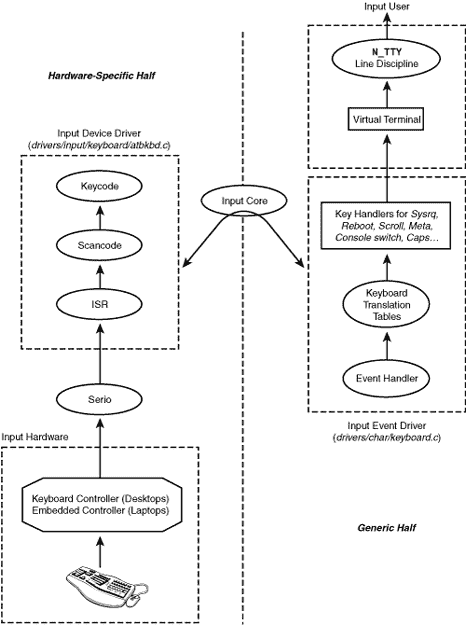 Input User
N_TTY
Line Discipline
Hardware-Specific Half
Virtual Terminal
Input Device Driver
(drivers/input/keyboard/atbkbd.c)
Keycode
Input Core
Key Handlers for Sysrq,
Reboot, Scroll, Meta,
Console switch, Caps...
Scancode
ISR
Keyboard
Translation
Tables
Event Handler
Serio
Input Event Driver
(drivers/char/keyboard.c)
Input Hardware
Keyboard Controller (Desktops)
Embedded Controller (Laptops)
Generic Half